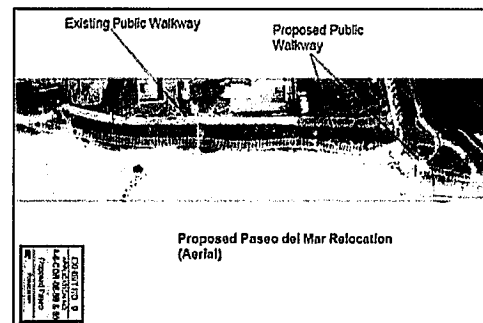 Existing Public Walkway
Proposed Public
Walkway
Proposed Paseo del Mar Relocation
(Aerial)